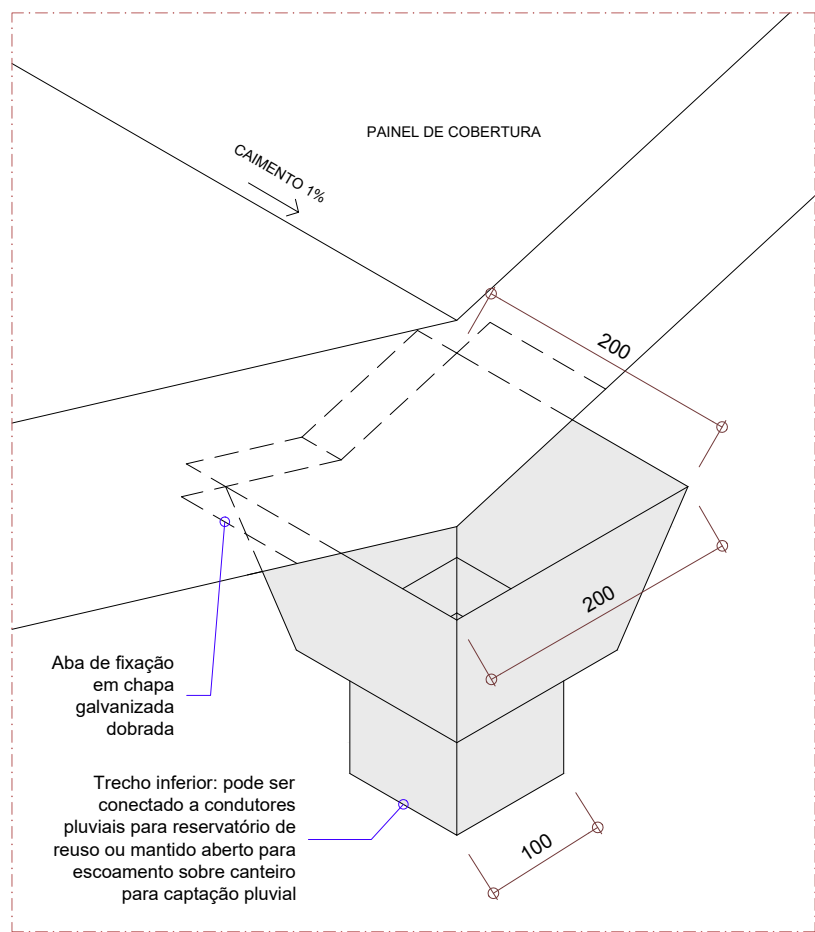 PAINEL DE COBERTURA
CAIMENTO 1%
200
200
Aba de fixação
em chapa
galvanizada
dobrada
Trecho inferior: pode ser
conectado a condutores
pluviais para reservatório de
reuso ou mantido aberto para
escoamento sobre canteiro
para captação pluvial
100